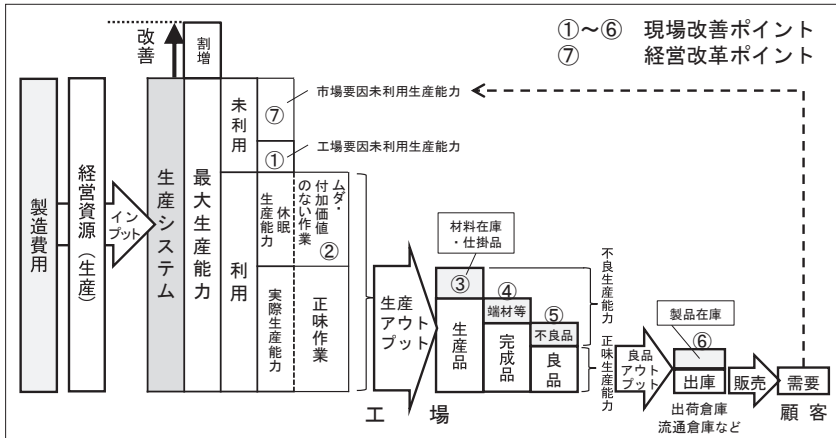 ①～⑥　現場改善ポイント
⑦　経営改革ポイント
改善
割増
製造費用
経営資源（生産）
インプット
生産システム
最大生産能力
未利用
⑦
市場要因未利用生産能力
①
工場要因未利用生産能力
利用
休眠
生産能力
ムダ・
付加価値
のない作業
②
実際生産能力
正味作業
生産
アウト
プット
材料在庫
・仕掛品
③
生産品
④
端材等
完成品
⑤
不良品
良品
不良生産能力
正味生産能力
良品
アウト
プット
製品在庫
⑥
出庫
出荷倉庫
流通倉庫など
販売
需要
顧客
工場